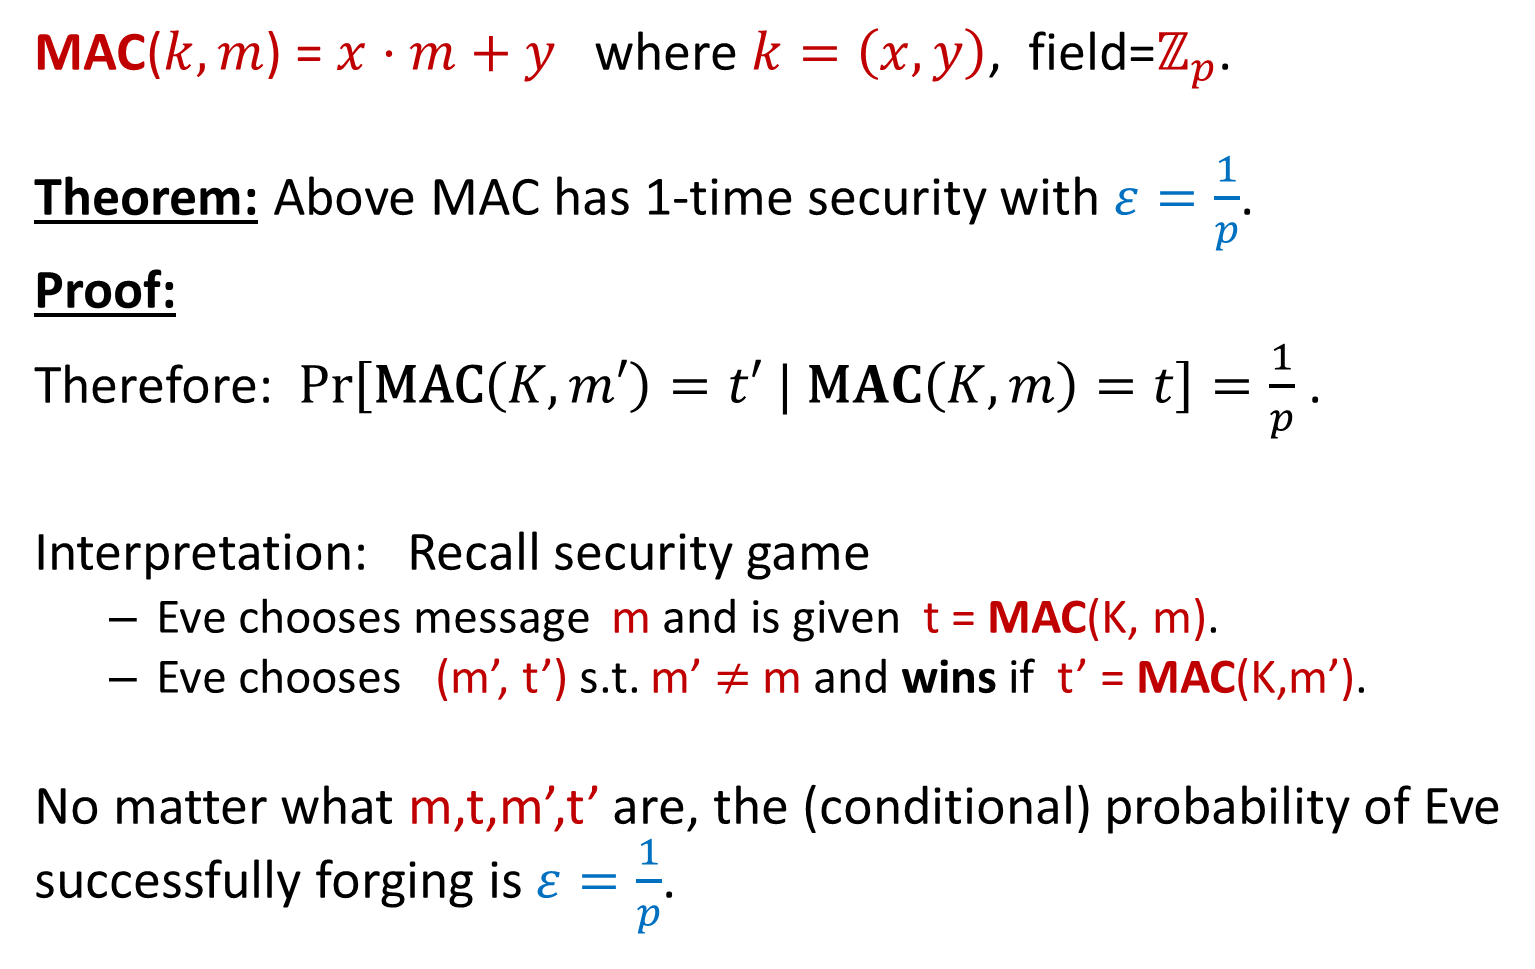 MAC(k, m) = x · m + y where k = (x, y), field=ℤₚ.
Theorem: Above MAC has 1-time security with ε = 1/p.
Proof:
Therefore: Pr[MAC(K, m′) = t′ | MAC(K, m) = t] = 1/p .
Interpretation: Recall security game
– Eve chooses message m and is given t = MAC(K, m).
– Eve chooses (m’, t’) s.t. m’ ≠ m and wins if t’ = MAC(K,m’).
No matter what m,t,m’,t’ are, the (conditional) probability of Eve
successfully forging is ε = 1/p.